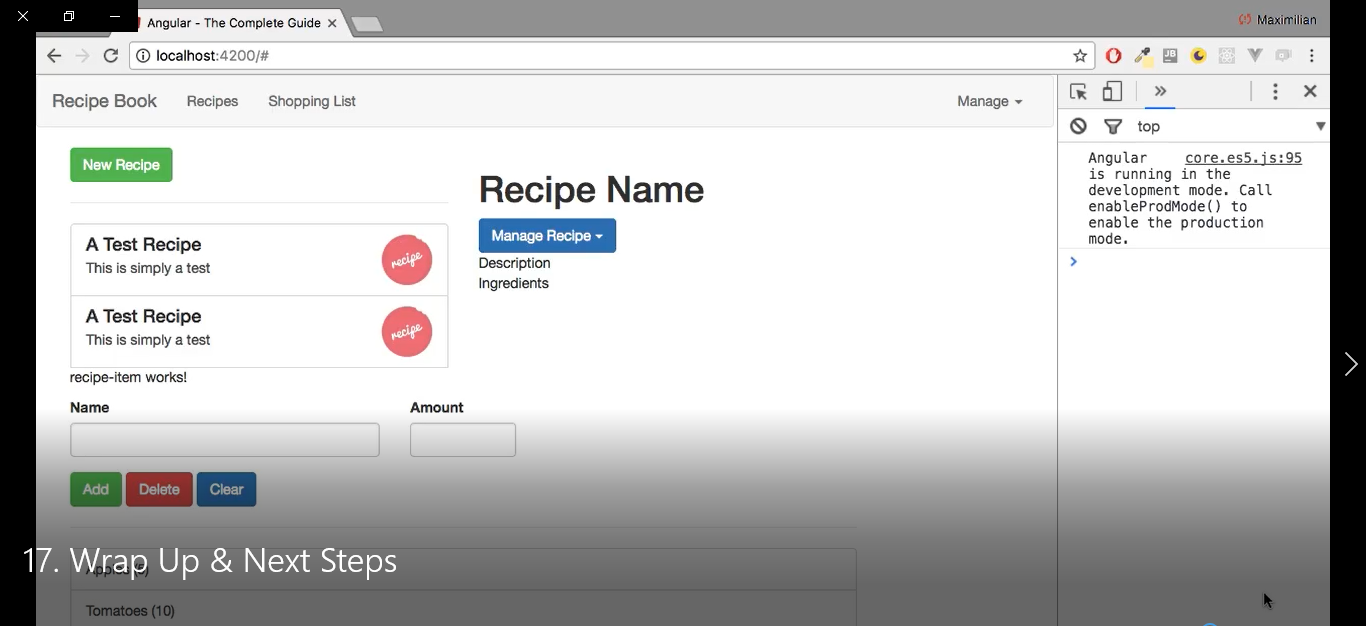 Angular - The Complete Guide
Maximilian
localhost:4200/#
Recipe Book
Recipes
Shopping List
Manage
top
Angular core.es5.js:95
is running in the
development mode. Call
enableProdMode() to
enable the production
mode.
New Recipe
A Test Recipe
This is simply a test
recipe
A Test Recipe
This is simply a test
recipe
recipe-item works!
Recipe Name
Manage Recipe
Description
Ingredients
Name
Amount
Add
Delete
Clear
17. Wrap Up & Next Steps
Tomatoes (10)